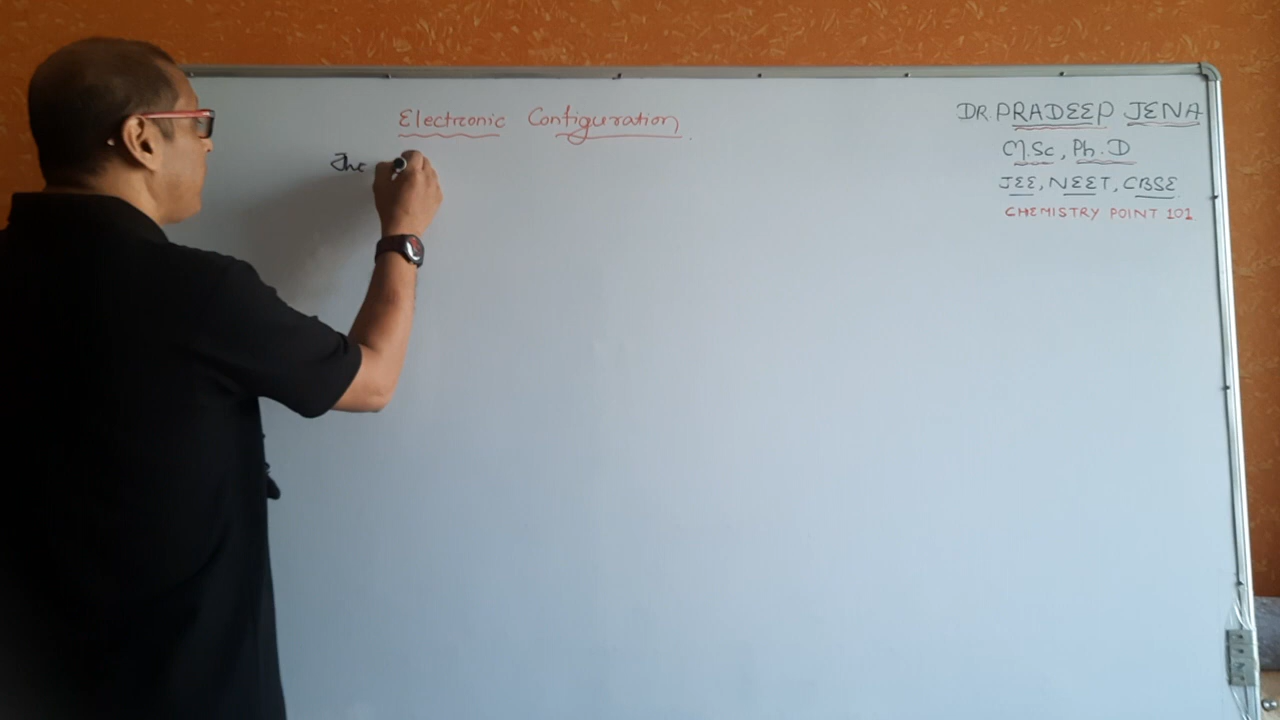 Electronic Configuration.
The
DR. PRADEEP JENA
M.Sc, Ph.D
JEE, NEET, CBSE
CHEMISTRY POINT 101